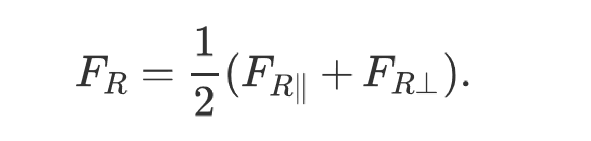 $F_R = \frac{1}{2}(F_{R\parallel} + F_{R\perp}).$